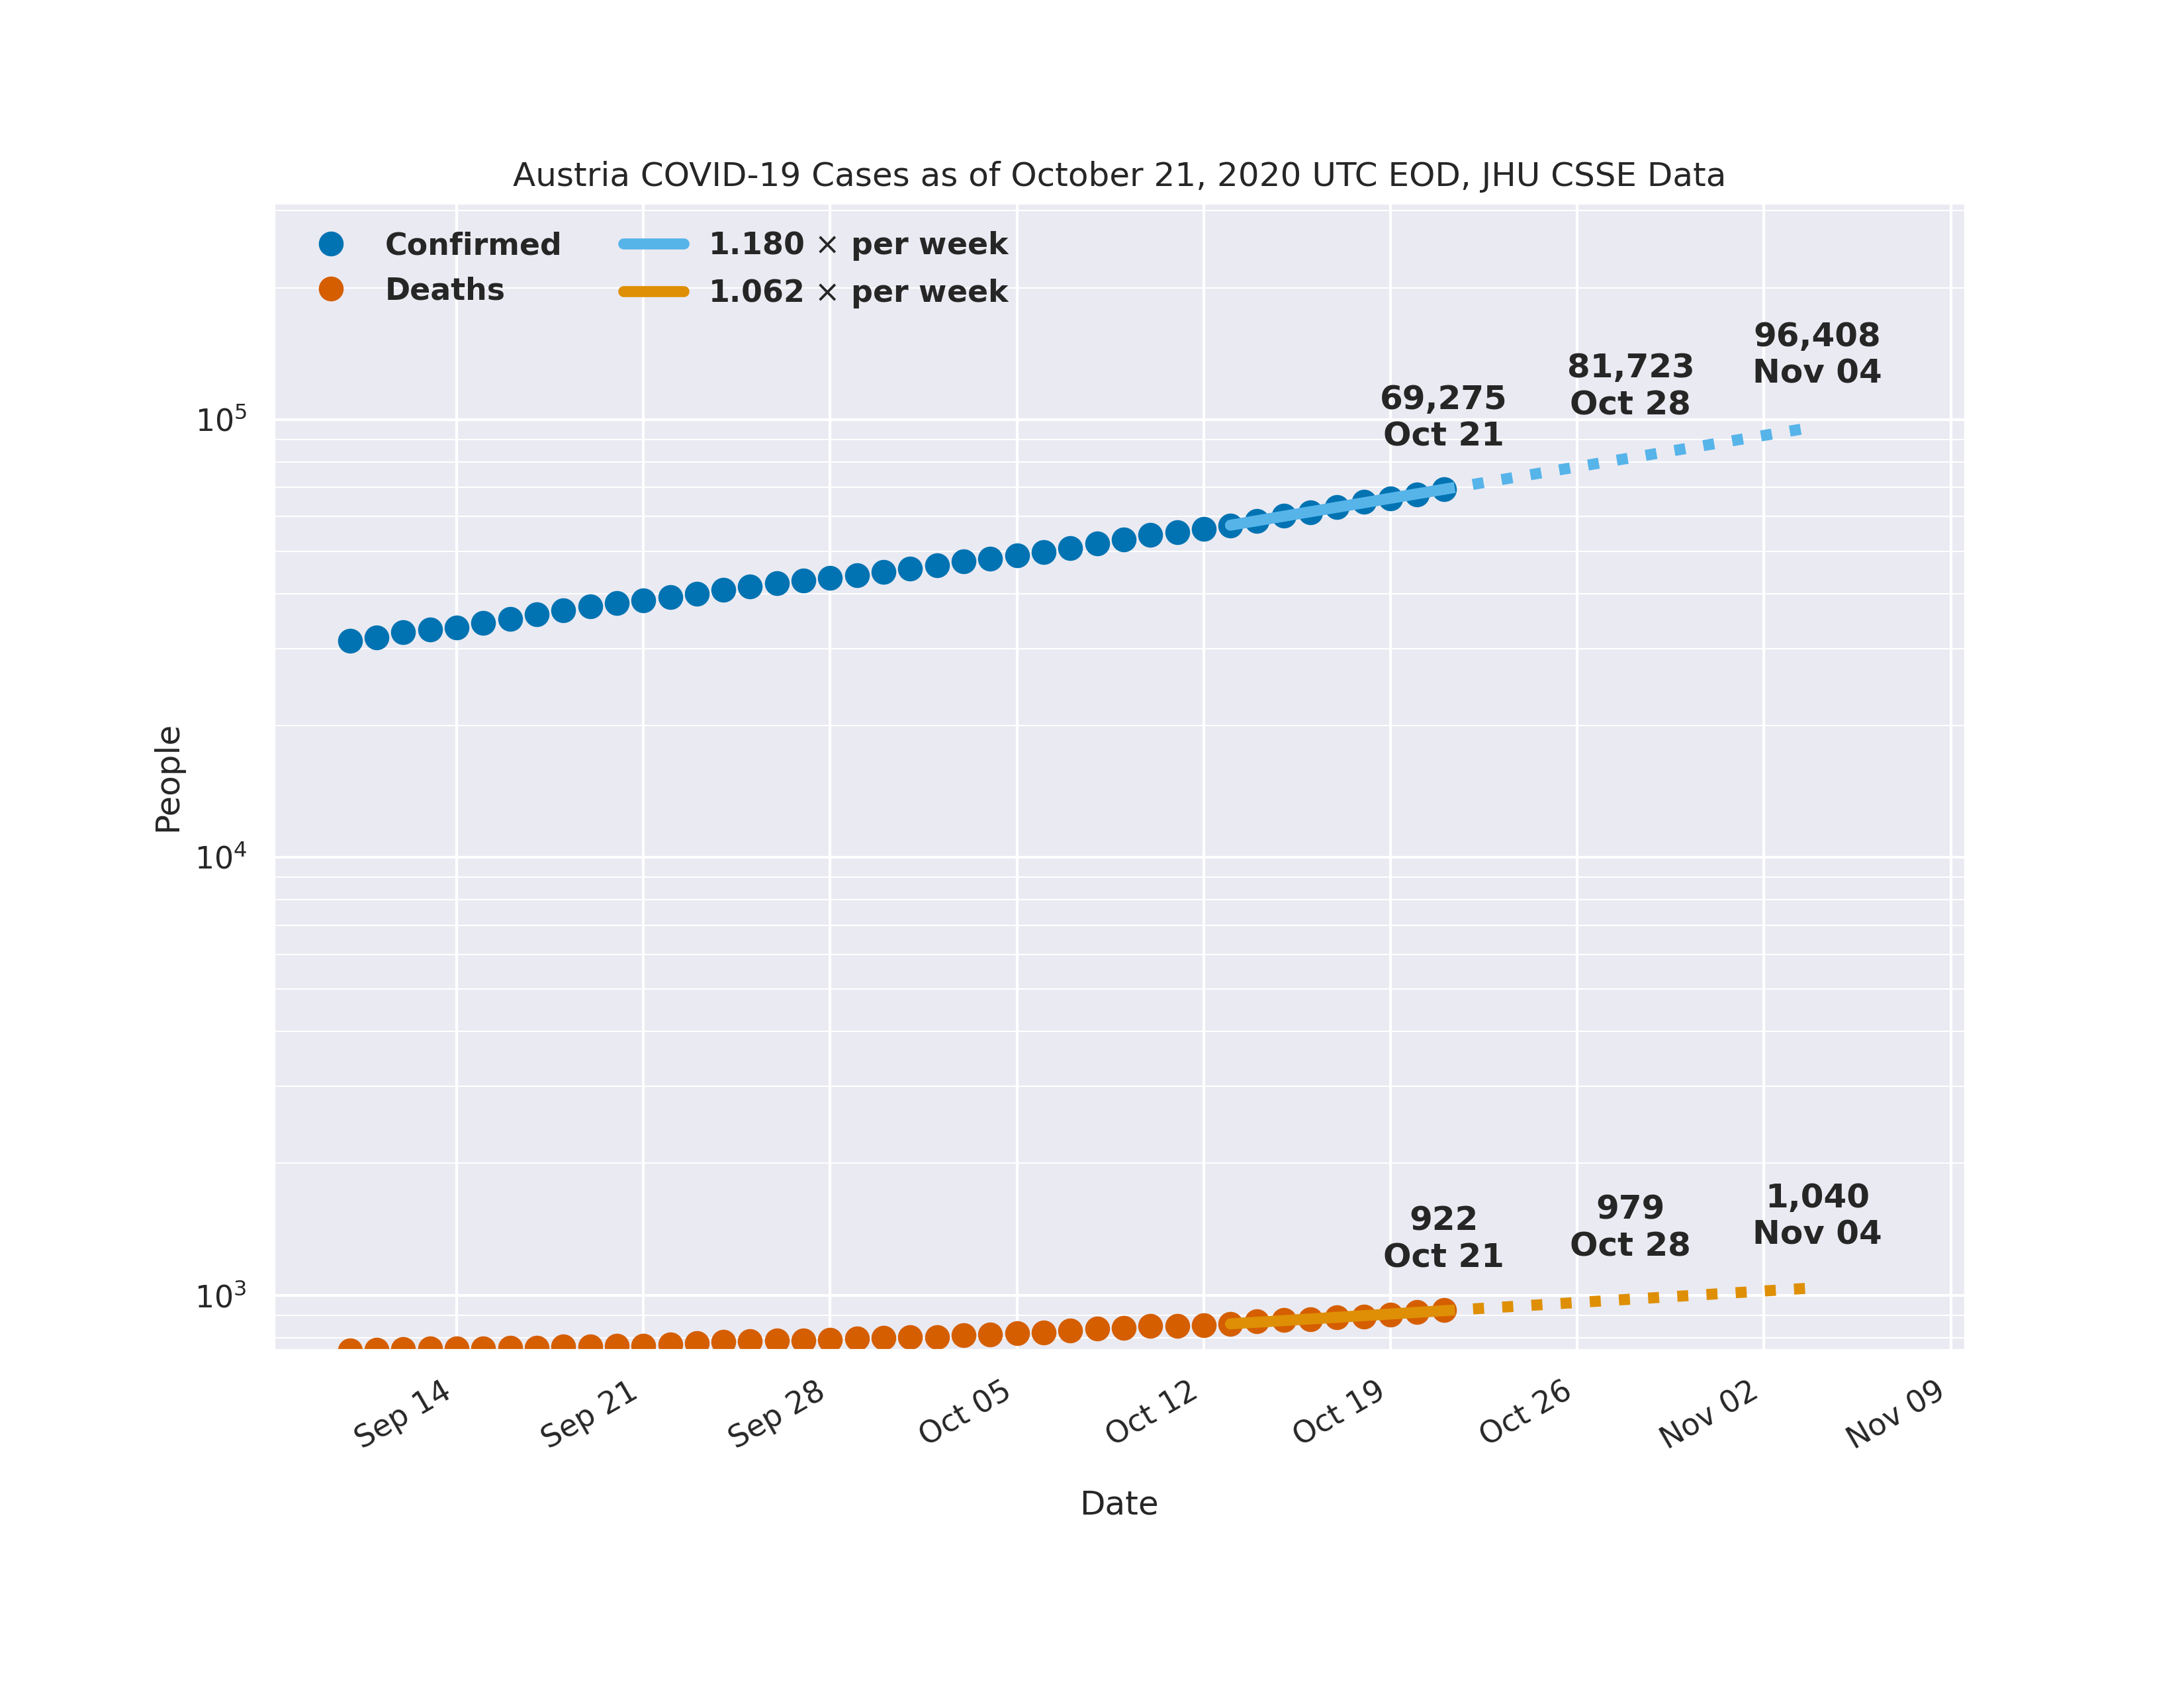 Austria COVID-19 Cases as of October 21, 2020 UTC EOD, JHU CSSE Data
Confirmed
Deaths
1.180 × per week
1.062 × per week
96,408
Nov 04
81,723
Oct 28
69,275
Oct 21
10⁵
10⁴
10³
People
922
Oct 21
979
Oct 28
1,040
Nov 04
Sep 14
Sep 21
Sep 28
Oct 05
Oct 12
Oct 19
Oct 26
Nov 02
Nov 09
Date